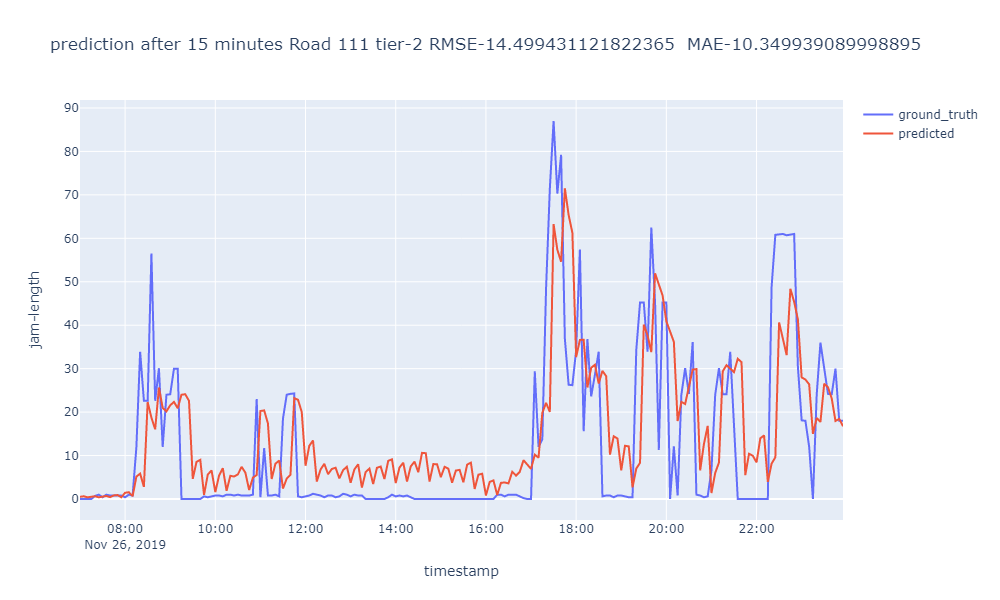 prediction after 15 minutes Road 111 tier-2 RMSE-14.499431121822365  MAE-10.349939089998895
ground_truth
predicted
90
80
70
60
50
40
30
20
10
0
jam-length
08:00 10:00 12:00 14:00 16:00 18:00 20:00 22:00
Nov 26, 2019
timestamp